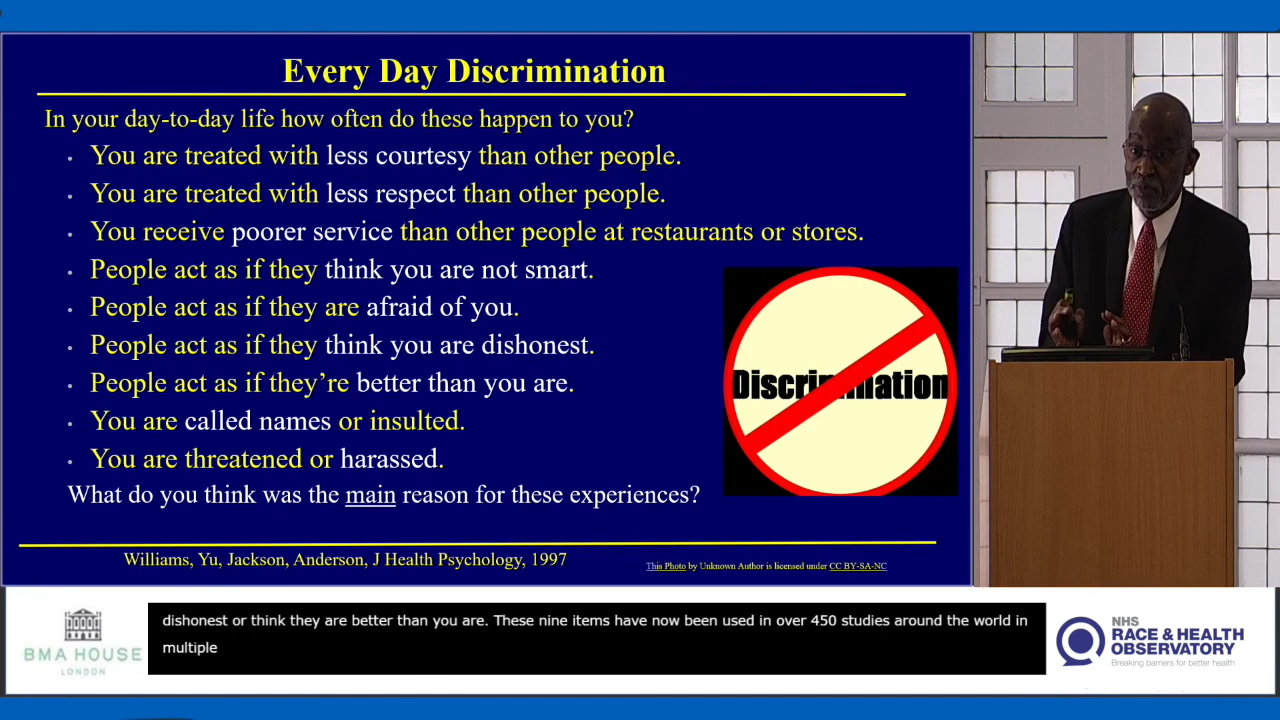 Every Day Discrimination
In your day-to-day life how often do these happen to you?
• You are treated with less courtesy than other people.
• You are treated with less respect than other people.
• You receive poorer service than other people at restaurants or stores.
• People act as if they think you are not smart.
• People act as if they are afraid of you.
• People act as if they think you are dishonest.
• People act as if they’re better than you are.
• You are called names or insulted.
• You are threatened or harassed.
What do you think was the main reason for these experiences?
Discrimination
Williams, Yu, Jackson, Anderson, J Health Psychology, 1997
This Photo by Unknown Author is licensed under CC BY-SA-NC
BMA HOUSE
LONDON
dishonest or think they are better than you are. These nine items have now been used in over 450 studies around the world in
multiple
NHS
RACE & HEALTH
OBSERVATORY
Breaking barriers for better health